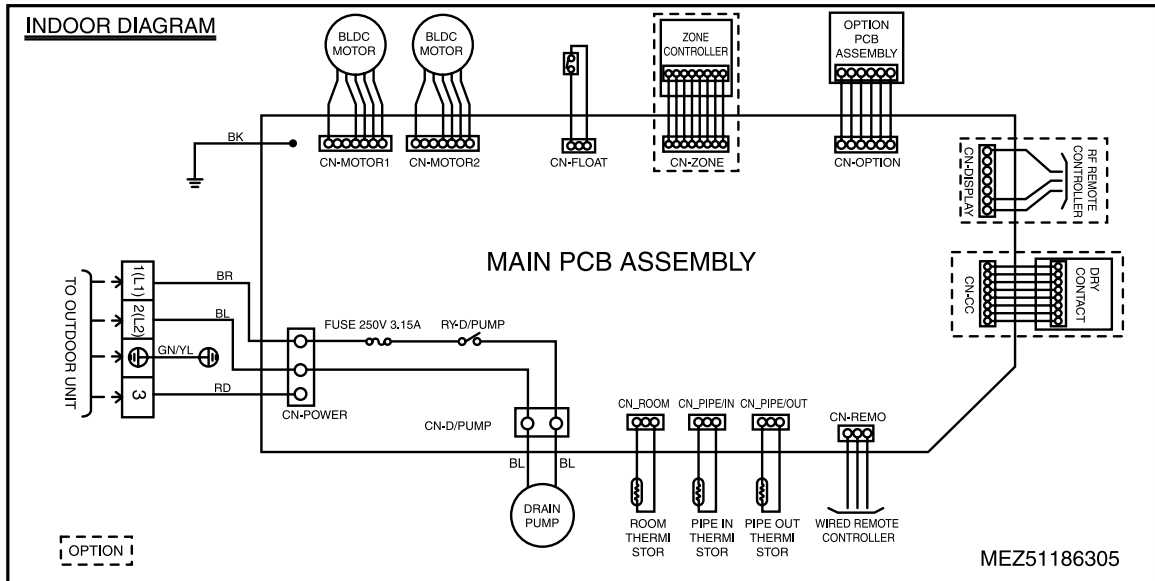 INDOOR DIAGRAM
BLDC
MOTOR
BLDC
MOTOR
ZONE
CONTROLLER
OPTION
PCB
ASSEMBLY
BK
CN-MOTOR1
CN-MOTOR2
CN-FLOAT
CN-ZONE
CN-OPTION
CN-DISPLAY
RF REMOTE
CONTROLLER
MAIN PCB ASSEMBLY
CN-CC
DRY
CONTACT
TO OUTDOOR UNIT
1(L1)
2(L2)
3
BR
BL
GN/YL
RD
FUSE 250V 3.15A
RY-D/PUMP
CN-POWER
CN-D/PUMP
BL
BL
DRAIN
PUMP
CN_ROOM
CN_PIPE/IN
CN_PIPE/OUT
CN-REMO
ROOM
THERMI
STOR
PIPE IN
THERMI
STOR
PIPE OUT
THERMI
STOR
WIRED REMOTE
CONTROLLER
OPTION
MEZ51186305